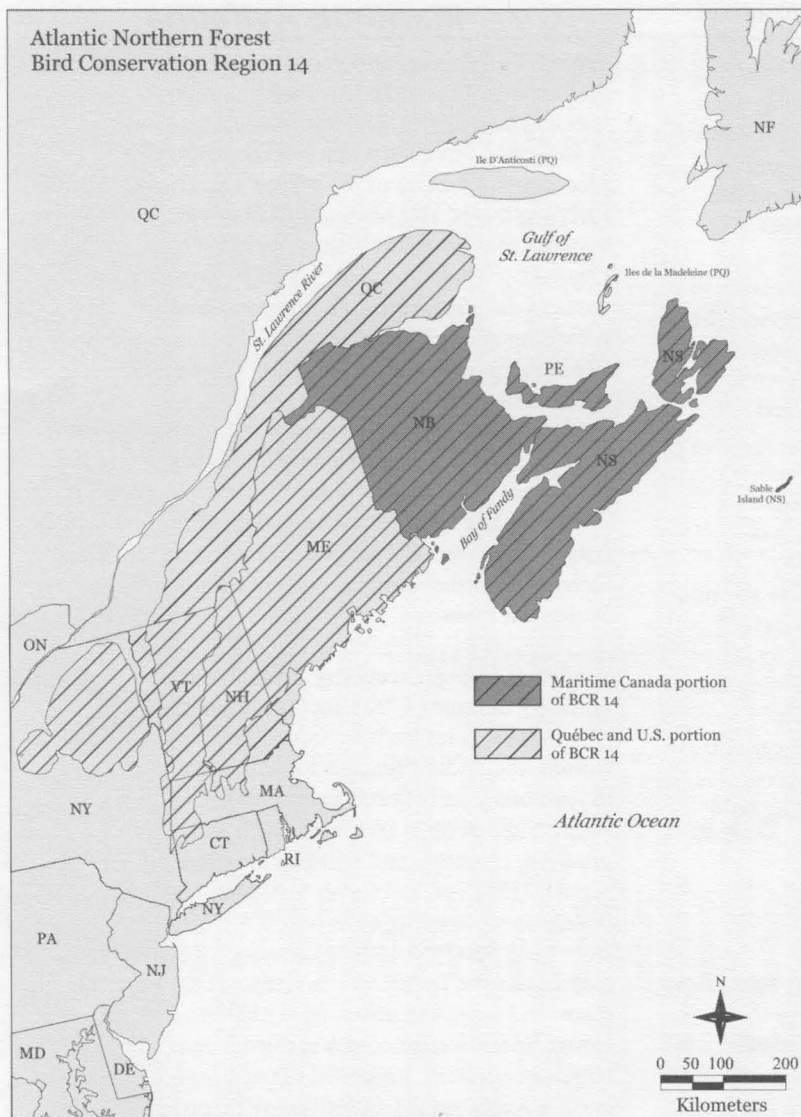 Atlantic Northern Forest
Bird Conservation Region 14
NF
Ile D'Anticosti (PQ)
QC
Gulf of
St. Lawrence
Iles de la Madeleine (PQ)
QC
St. Lawrence River
PE
NS
NB
NS
Sable
Island (NS)
Bay of Fundy
ME
ON
VT
NH
Maritime Canada portion
of BCR 14
Québec and U.S. portion
of BCR 14
NY
MA
Atlantic Ocean
CT
RI
NY
PA
NJ
N
MD
DE
0 50 100 200
Kilometers